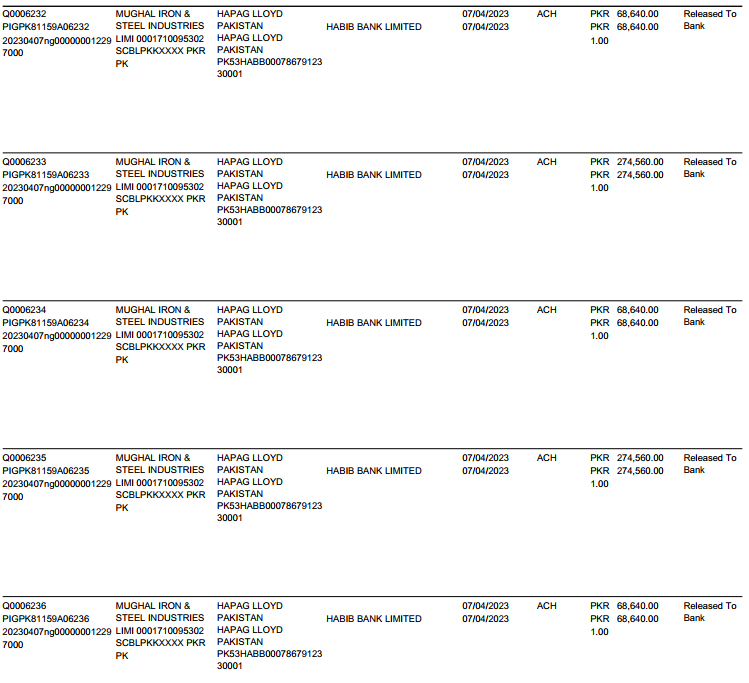 Q0006232 MUGHAL IRON & HAPAG LLOYD 07/04/2023 ACH PKR 68,640.00 Released To
PIGPK81159A06232 STEEL INDUSTRIES PAKISTAN HABIB BANK LIMITED 07/04/2023 PKR 68,640.00 Bank
20230407ng00000001229 LIMI 0001710095302 HAPAG LLOYD 1.00
7000 SCBLPKKXXXX PKR PAKISTAN
PK PK53HABB00078679123
30001
Q0006233 MUGHAL IRON & HAPAG LLOYD 07/04/2023 ACH PKR 274,560.00 Released To
PIGPK81159A06233 STEEL INDUSTRIES PAKISTAN HABIB BANK LIMITED 07/04/2023 PKR 274,560.00 Bank
20230407ng00000001229 LIMI 0001710095302 HAPAG LLOYD 1.00
7000 SCBLPKKXXXX PKR PAKISTAN
PK PK53HABB00078679123
30001
Q0006234 MUGHAL IRON & HAPAG LLOYD 07/04/2023 ACH PKR 68,640.00 Released To
PIGPK81159A06234 STEEL INDUSTRIES PAKISTAN HABIB BANK LIMITED 07/04/2023 PKR 68,640.00 Bank
20230407ng00000001229 LIMI 0001710095302 HAPAG LLOYD 1.00
7000 SCBLPKKXXXX PKR PAKISTAN
PK PK53HABB00078679123
30001
Q0006235 MUGHAL IRON & HAPAG LLOYD 07/04/2023 ACH PKR 274,560.00 Released To
PIGPK81159A06235 STEEL INDUSTRIES PAKISTAN HABIB BANK LIMITED 07/04/2023 PKR 274,560.00 Bank
20230407ng00000001229 LIMI 0001710095302 HAPAG LLOYD 1.00
7000 SCBLPKKXXXX PKR PAKISTAN
PK PK53HABB00078679123
30001
Q0006236 MUGHAL IRON & HAPAG LLOYD 07/04/2023 ACH PKR 68,640.00 Released To
PIGPK81159A06236 STEEL INDUSTRIES PAKISTAN HABIB BANK LIMITED 07/04/2023 PKR 68,640.00 Bank
20230407ng00000001229 LIMI 0001710095302 HAPAG LLOYD 1.00
7000 SCBLPKKXXXX PKR PAKISTAN
PK PK53HABB00078679123
30001